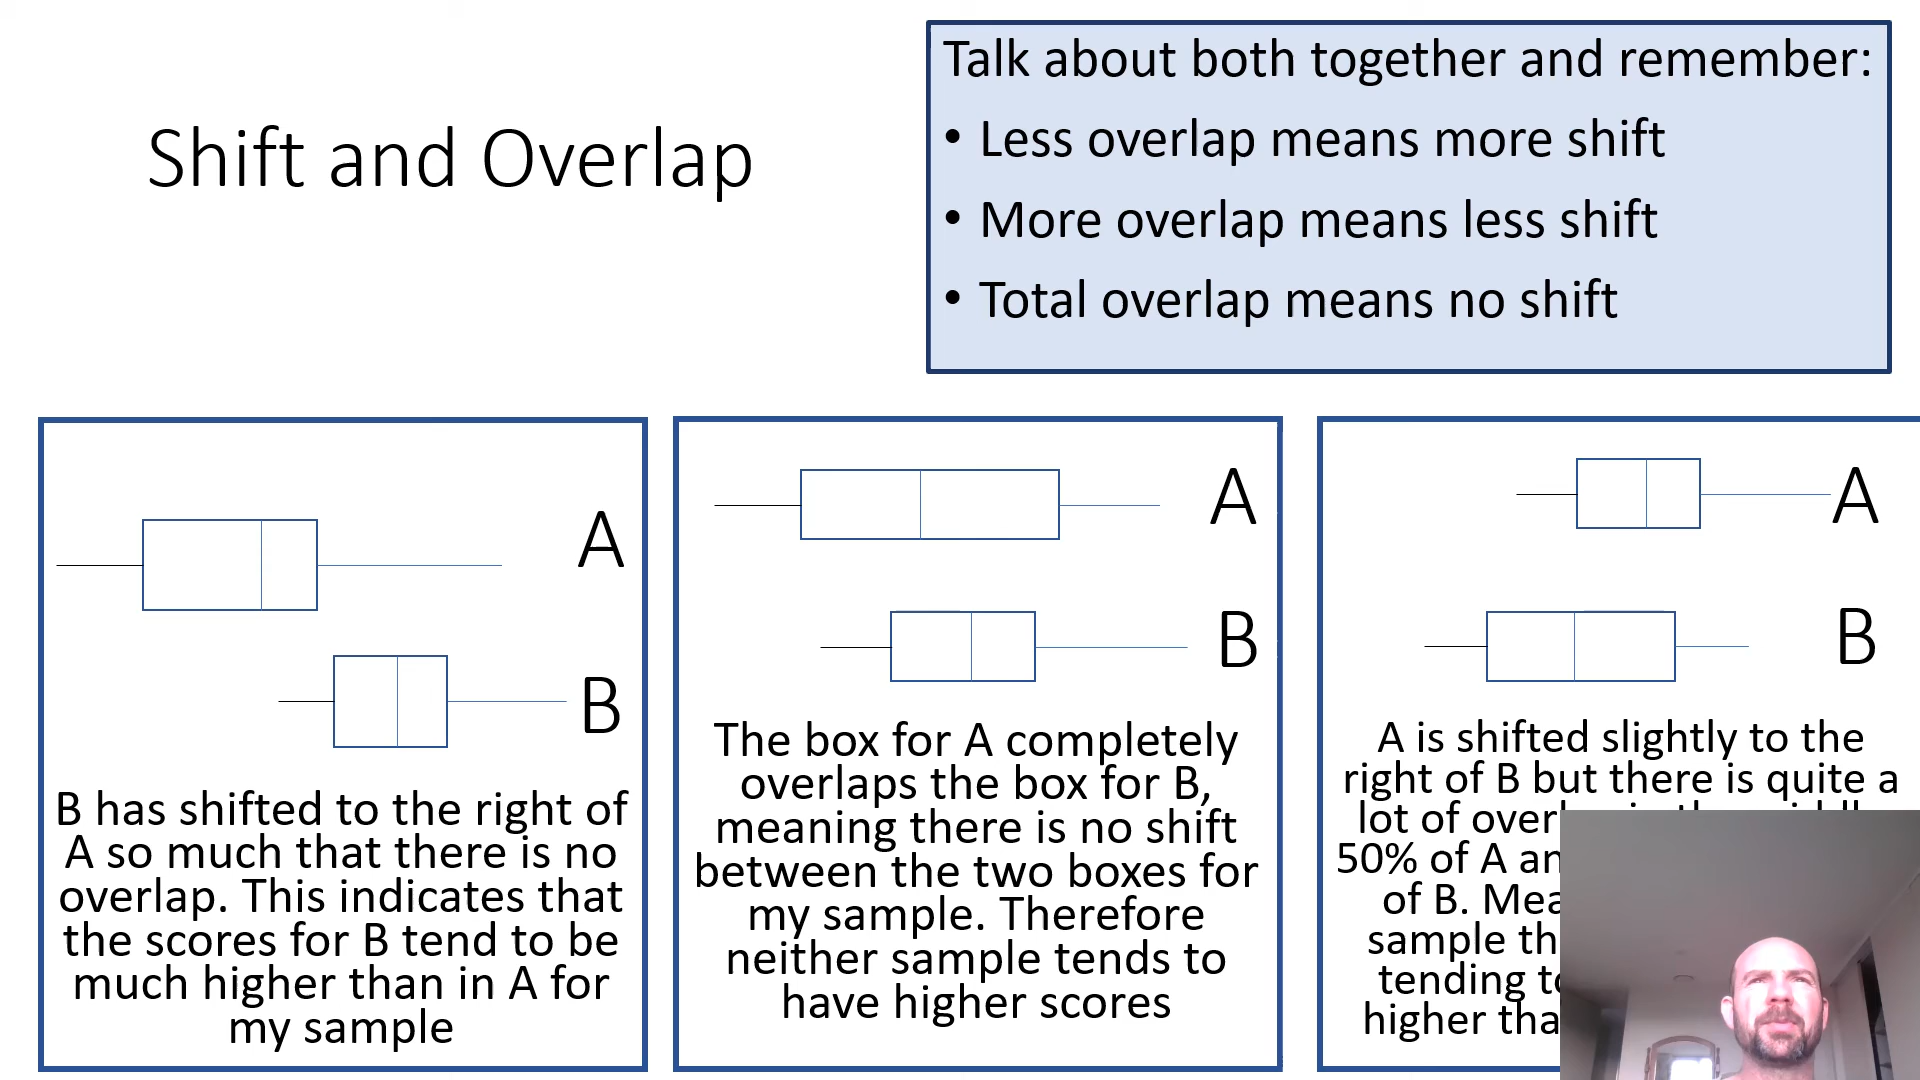 Shift and Overlap
Talk about both together and remember:
• Less overlap means more shift
• More overlap means less shift
• Total overlap means no shift
A
B
B has shifted to the right of
A so much that there is no
overlap. This indicates that
the scores for B tend to be
much higher than in A for
my sample
A
B
The box for A completely
overlaps the box for B,
meaning there is no shift
between the two boxes for
my sample. Therefore
neither sample tends to
have higher scores
A
B
A is shifted slightly to the
right of B but there is quite a
lot of
50% of A
of B.
sample
tending
higher